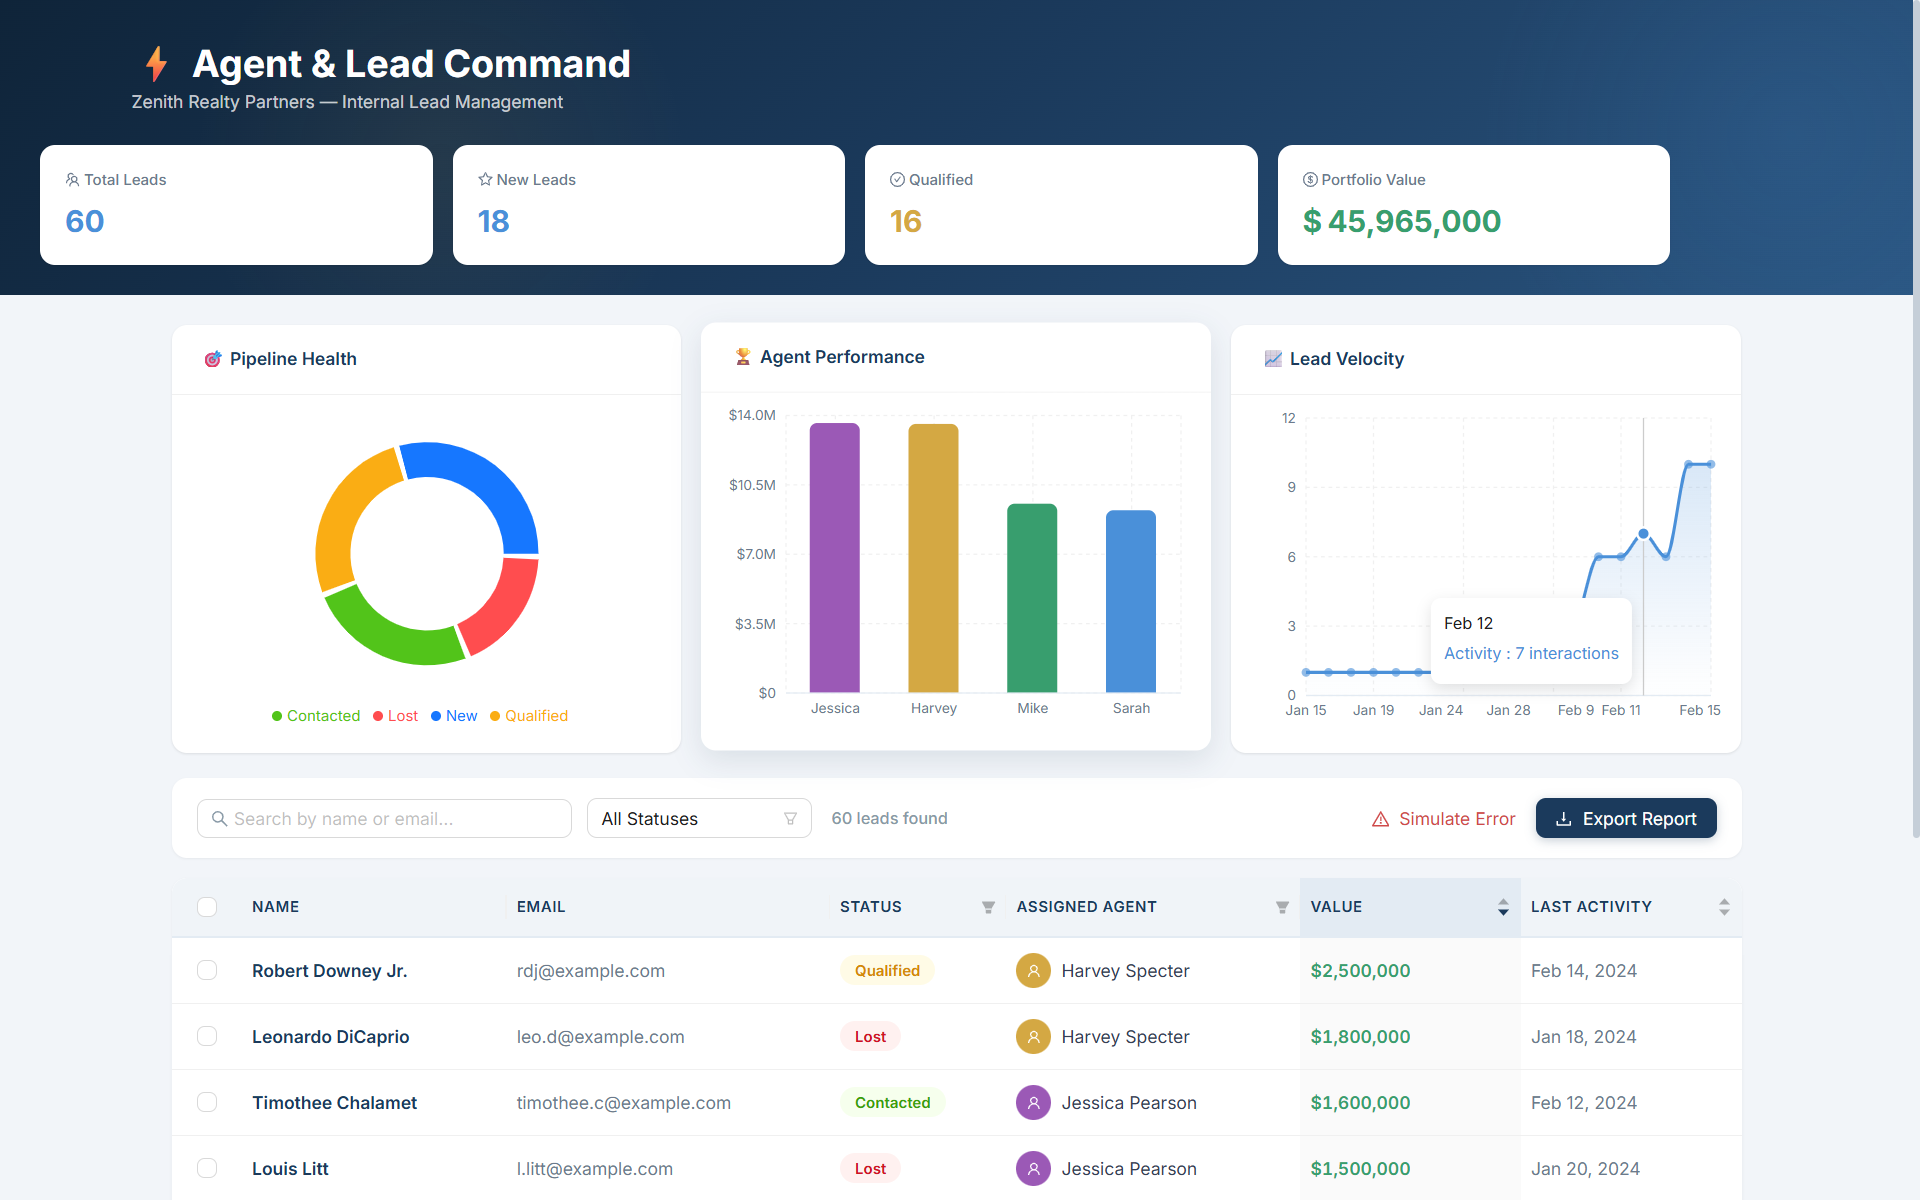 Agent & Lead Command
Zenith Realty Partners — Internal Lead Management
Total Leads
60
New Leads
18
Qualified
16
Portfolio Value
$ 45,965,000
Pipeline Health
Contacted
Lost
New
Qualified
Agent Performance
$14.0M
$10.5M
$7.0M
$3.5M
$0
Jessica
Harvey
Mike
Sarah
Lead Velocity
12
9
6
3
0
Feb 12
Activity : 7 interactions
Jan 15
Jan 19
Jan 24
Jan 28
Feb 9
Feb 11
Feb 15
Search by name or email...
All Statuses
60 leads found
Simulate Error
Export Report
NAME EMAIL STATUS ASSIGNED AGENT VALUE LAST ACTIVITY
Robert Downey Jr. rdj@example.com Qualified Harvey Specter $2,500,000 Feb 14, 2024
Leonardo DiCaprio leo.d@example.com Lost Harvey Specter $1,800,000 Jan 18, 2024
Timothee Chalamet timothee.c@example.com Contacted Jessica Pearson $1,600,000 Feb 12, 2024
Louis Litt l.litt@example.com Lost Jessica Pearson $1,500,000 Jan 20, 2024